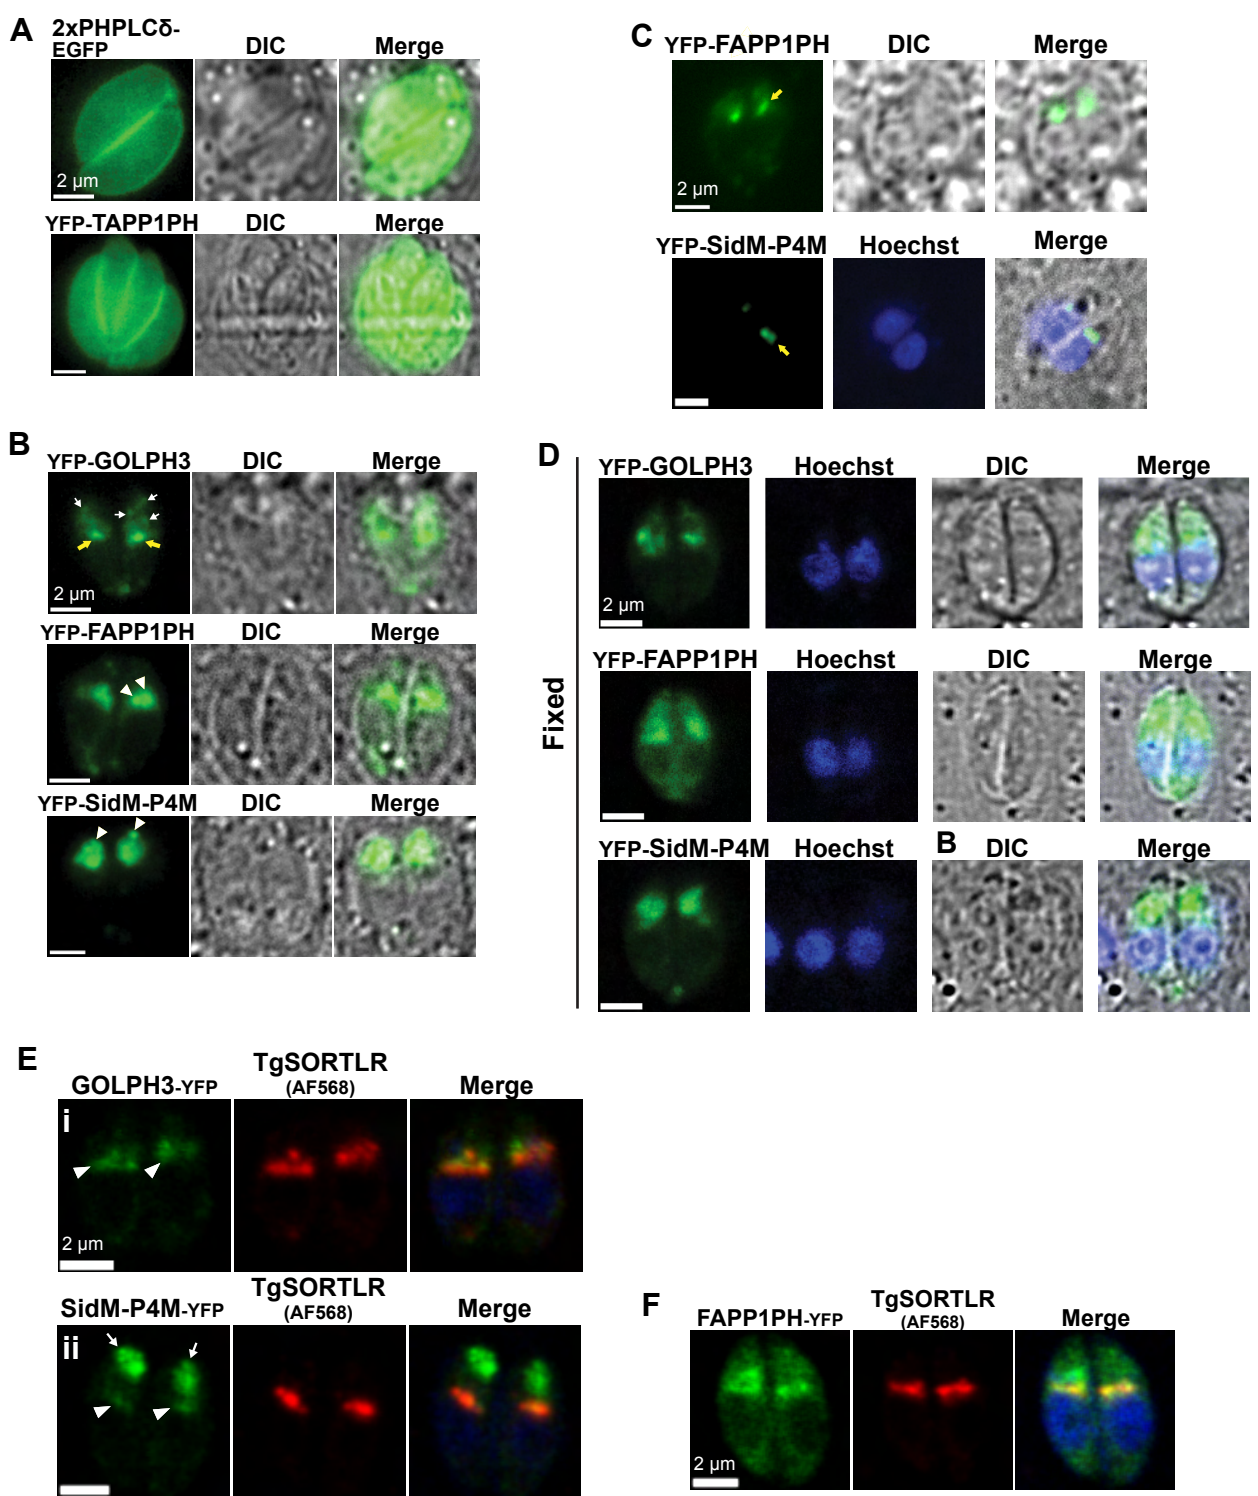 A
2xPHPLCδ-
EGFP
DIC
Merge
2 µm
YFP-TAPP1PH
DIC
Merge
B
YFP-GOLPH3
DIC
Merge
2 µm
YFP-FAPP1PH
DIC
Merge
YFP-SidM-P4M
DIC
Merge
C
YFP-FAPP1PH
DIC
Merge
2 µm
YFP-SidM-P4M
Hoechst
Merge
D
Fixed
YFP-GOLPH3
Hoechst
DIC
Merge
2 µm
YFP-FAPP1PH
Hoechst
DIC
Merge
YFP-SidM-P4M
Hoechst
B
DIC
Merge
E
GOLPH3-YFP
TgSORTLR
(AF568)
Merge
i
2 µm
SidM-P4M-YFP
TgSORTLR
(AF568)
Merge
ii
F
FAPP1PH-YFP
TgSORTLR
(AF568)
Merge
2 µm